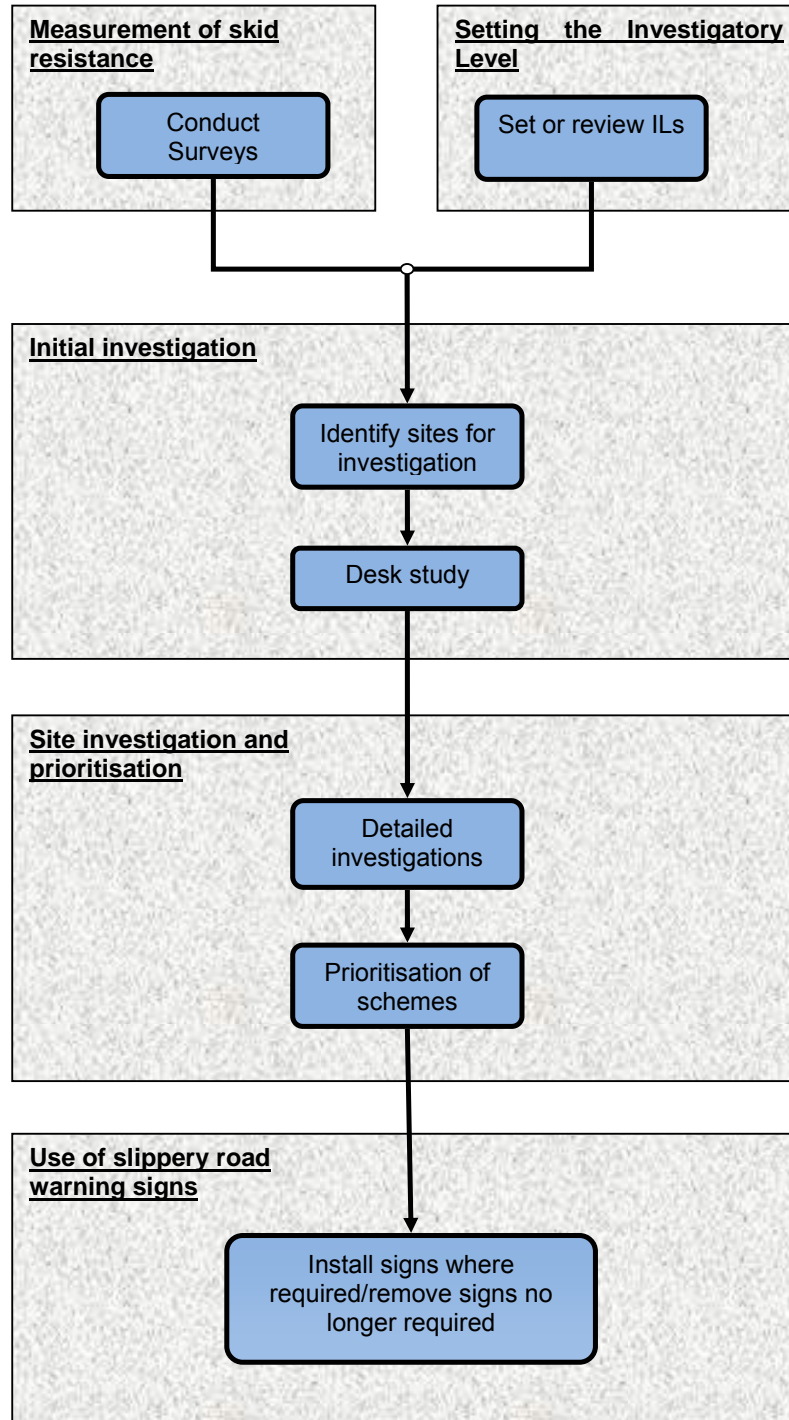 Measurement of skid
resistance
Conduct
Surveys
Setting the Investigatory
Level
Set or review ILs
Initial investigation
Identify sites for
investigation
Desk study
Site investigation and
prioritisation
Detailed
investigations
Prioritisation of
schemes
Use of slippery road
warning signs
Install signs where
required/remove signs no
longer required